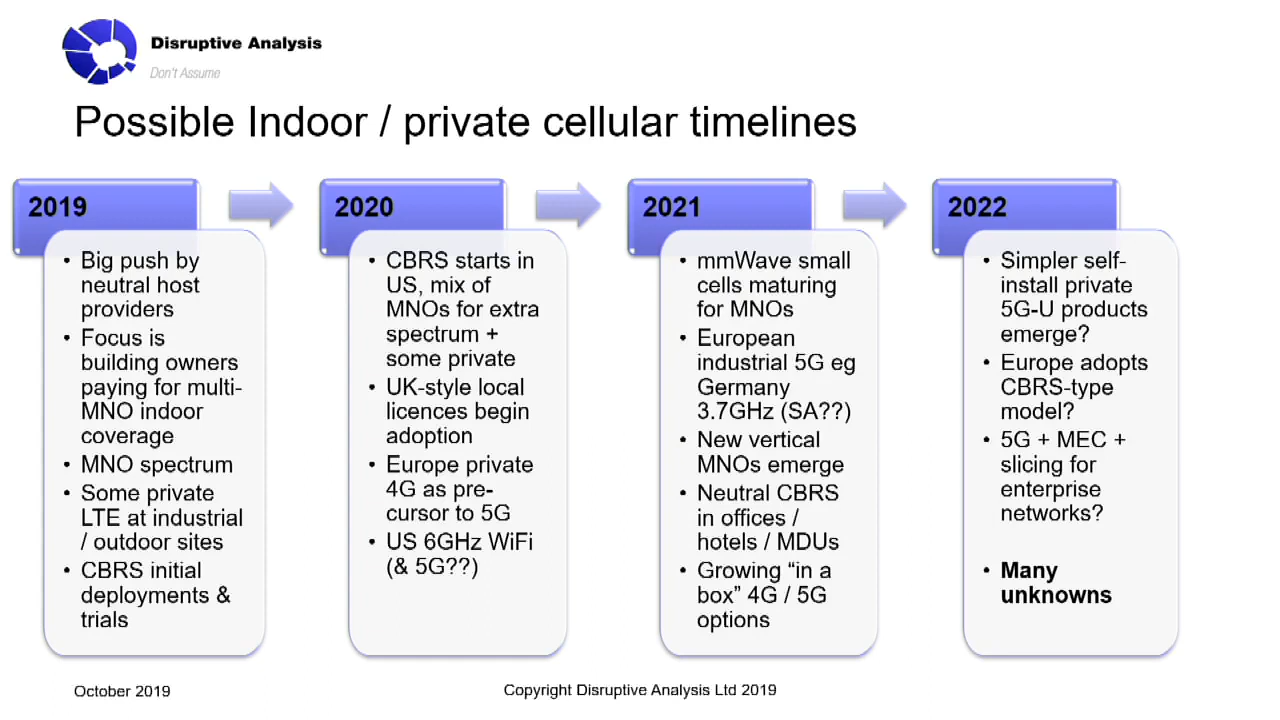 Disruptive Analysis
Don't Assume
Possible Indoor / private cellular timelines
2019
• Big push by
neutral host
providers
• Focus is
building owners
paying for multi-
MNO indoor
coverage
• MNO spectrum
• Some private
LTE at industrial
/ outdoor sites
• CBRS initial
deployments &
trials
2020
• CBRS starts in
US, mix of
MNOs for extra
spectrum +
some private
• UK-style local
licences begin
adoption
• Europe private
4G as pre-
cursor to 5G
• US 6GHz WiFi
(& 5G??)
2021
• mmWave small
cells maturing
for MNOs
• European
industrial 5G eg
Germany
3.7GHz (SA??)
• New vertical
MNOs emerge
• Neutral CBRS
in offices /
hotels / MDUs
• Growing “in a
box” 4G / 5G
options
2022
• Simpler self-
install private
5G-U products
emerge?
• Europe adopts
CBRS-type
model?
• 5G + MEC +
slicing for
enterprise
networks?
• Many
unknowns
October 2019
Copyright Disruptive Analysis Ltd 2019